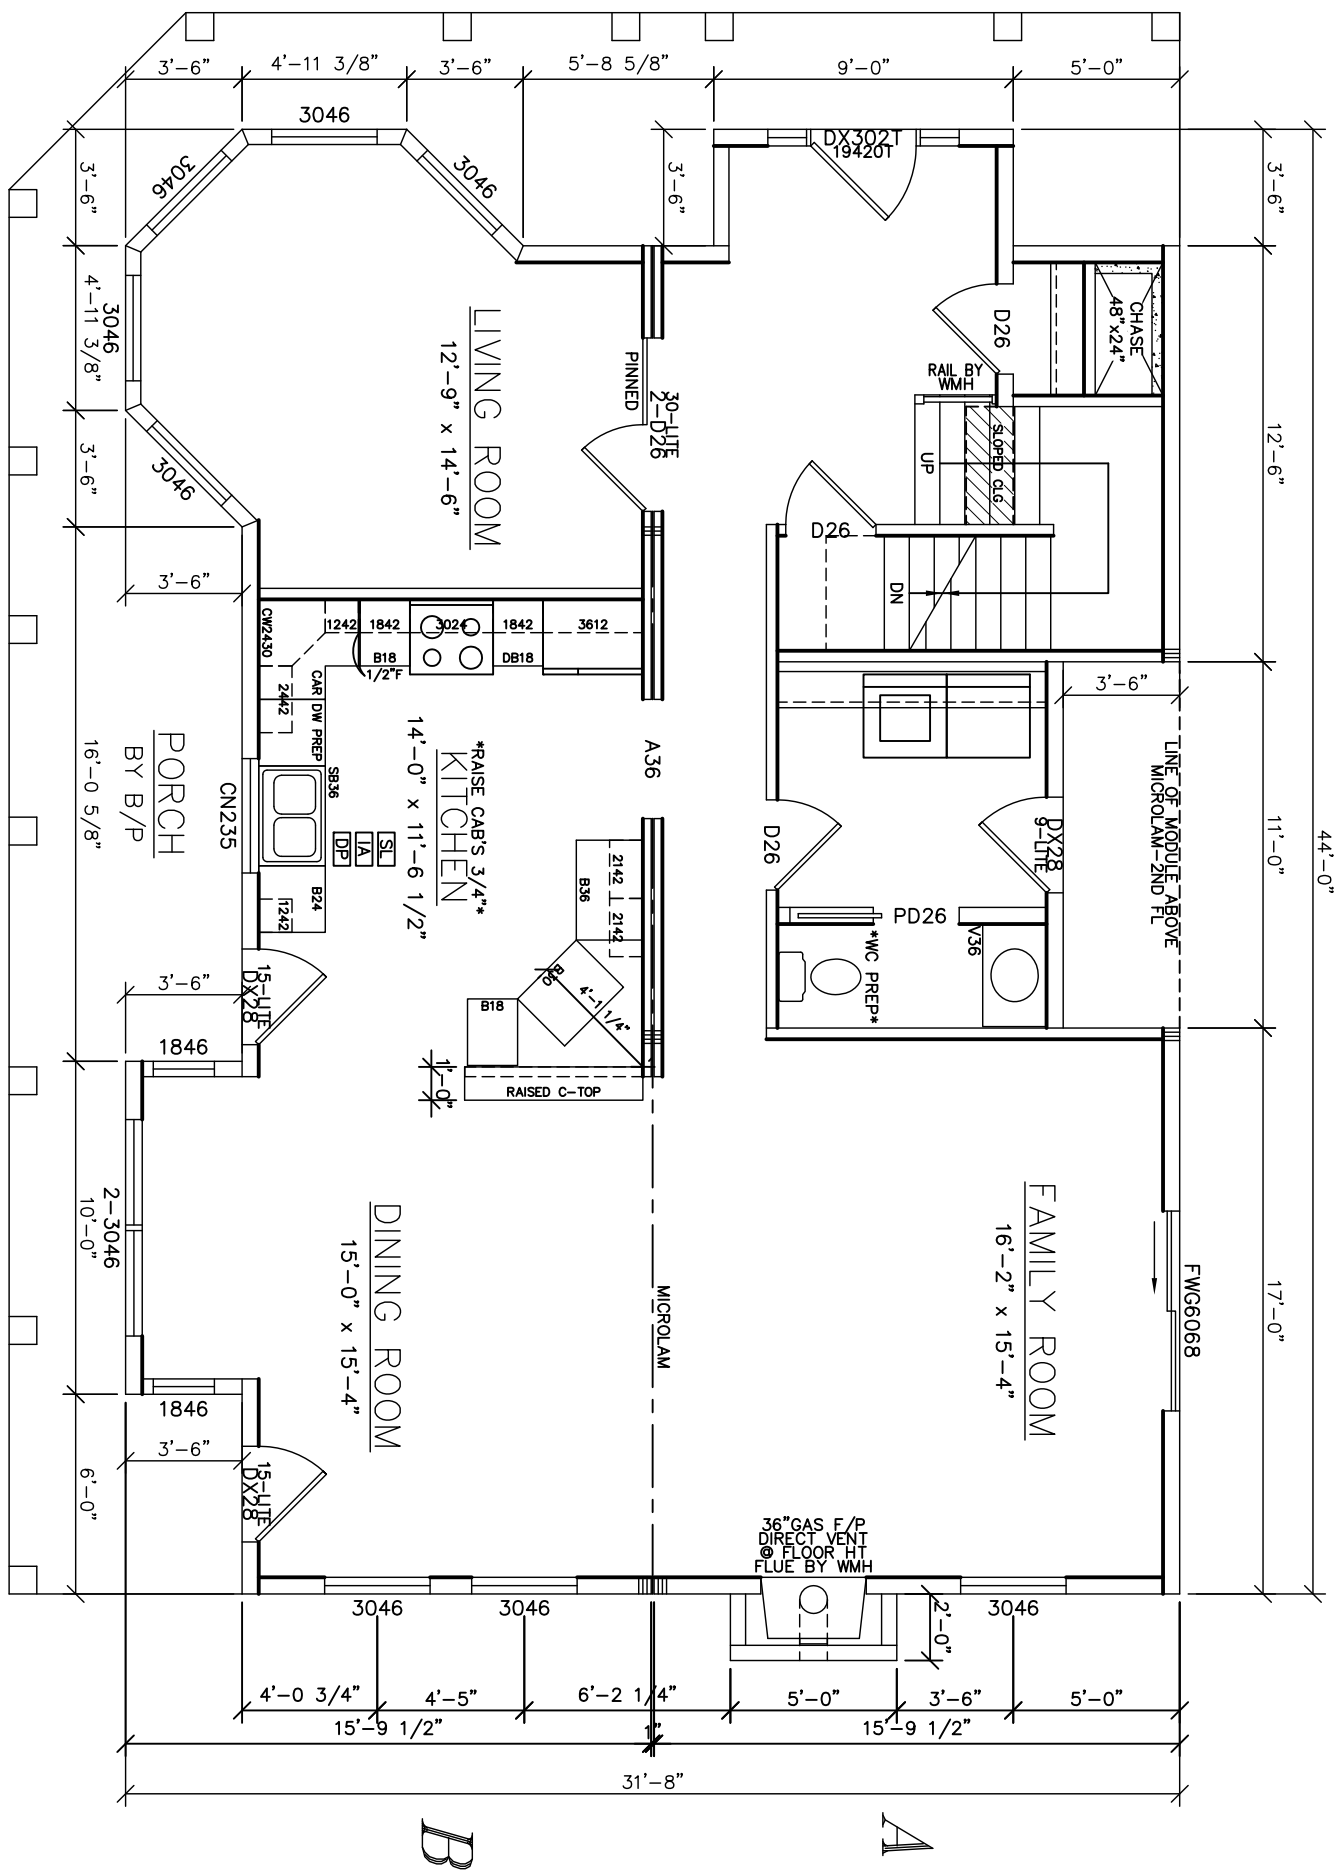 3'-6"
4'-11 3/8"
3'-6"
5'-8 5/8"
9'-0"
5'-0"
3046
3046
3046
DX302T
19420T
3'-6"
3'-6"
3'-6"
4'-11 3/8"
3046
3'-6"
3046
3'-6"
LIVING ROOM
12'-9" x 14'-6"
PINNED
30-LITE
2-D26
D26
CHASE
48"x24"
RAIL BY
WMH
SLOPED CLG
UP
D26
DN
12'-6"
44'-0"
CW2430
1242
1842
3024
1842
3612
B18
DB18
1/2"F
CAR
2442
DW PREP
SB36
CN235
PORCH
BY B/P
16'-0 5/8"
*RAISE CAB'S 3/4"*
KITCHEN
14'-0" x 11'-6 1/2"
SL
IA
DP
B24
1242
A36
2142
2142
B36
B30
4'-1 1/4"
B18
1'-0"
RAISED C-TOP
3'-6"
LINE OF MODULE ABOVE
MICROLAM-2ND FL
11'-0"
D26
DX28
9-LITE
PD26
V36
*WC PREP*
15-LITE
DX28
3'-6"
1846
2-3046
10'-0"
1846
3'-6"
6'-0"
15-LITE
DX28
DINING ROOM
15'-0" x 15'-4"
MICROLAM
FAMILY ROOM
16'-2" x 15'-4"
FWG6068
17'-0"
36"GAS F/P
DIRECT VENT
@ FLOOR HT
FLUE BY WMH
3046
3046
3046
2'-0"
4'-0 3/4"
4'-5"
6'-2 1/4"
5'-0"
3'-6"
5'-0"
15'-9 1/2"
1"
15'-9 1/2"
31'-8"
B
A